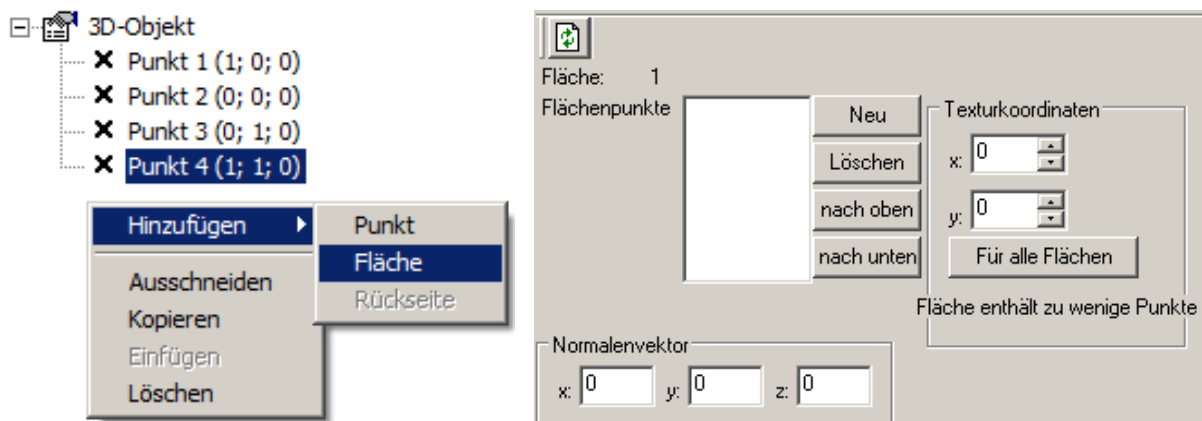 3D-Objekt
Punkt 1 (1; 0; 0)
Punkt 2 (0; 0; 0)
Punkt 3 (0; 1; 0)
Punkt 4 (1; 1; 0)
Hinzufügen
Punkt
Fläche
Rückseite
Ausschneiden
Kopieren
Einfügen
Löschen
Fläche: 1
Flächenpunkte
Neu
Löschen
nach oben
nach unten
Texturkoordinaten
x: 0
y: 0
Für alle Flächen
Fläche enthält zu wenige Punkte
Normalenvektor
x: 0 y: 0 z: 0